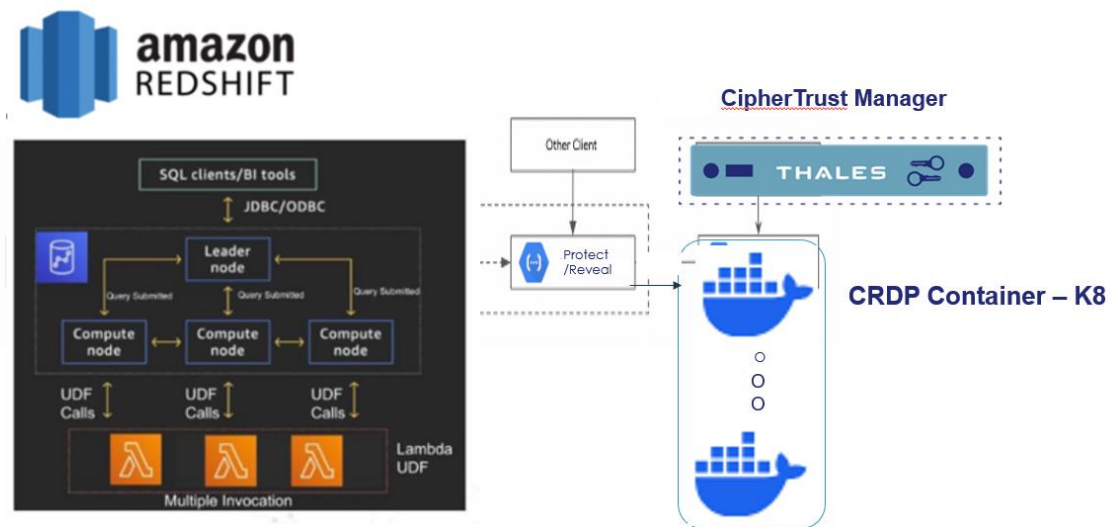 amazon
REDSHIFT
SQL clients/BI tools
JDBC/ODBC
Leader
node
Query Submitted
Query Submitted
Query Submitted
Compute
node
Compute
node
Compute
node
UDF
Calls
UDF
Calls
UDF
Calls
Lambda
UDF
Multiple Invocation
Other Client
Protect
/Reveal
CipherTrust Manager
THALES
CRDP Container – K8